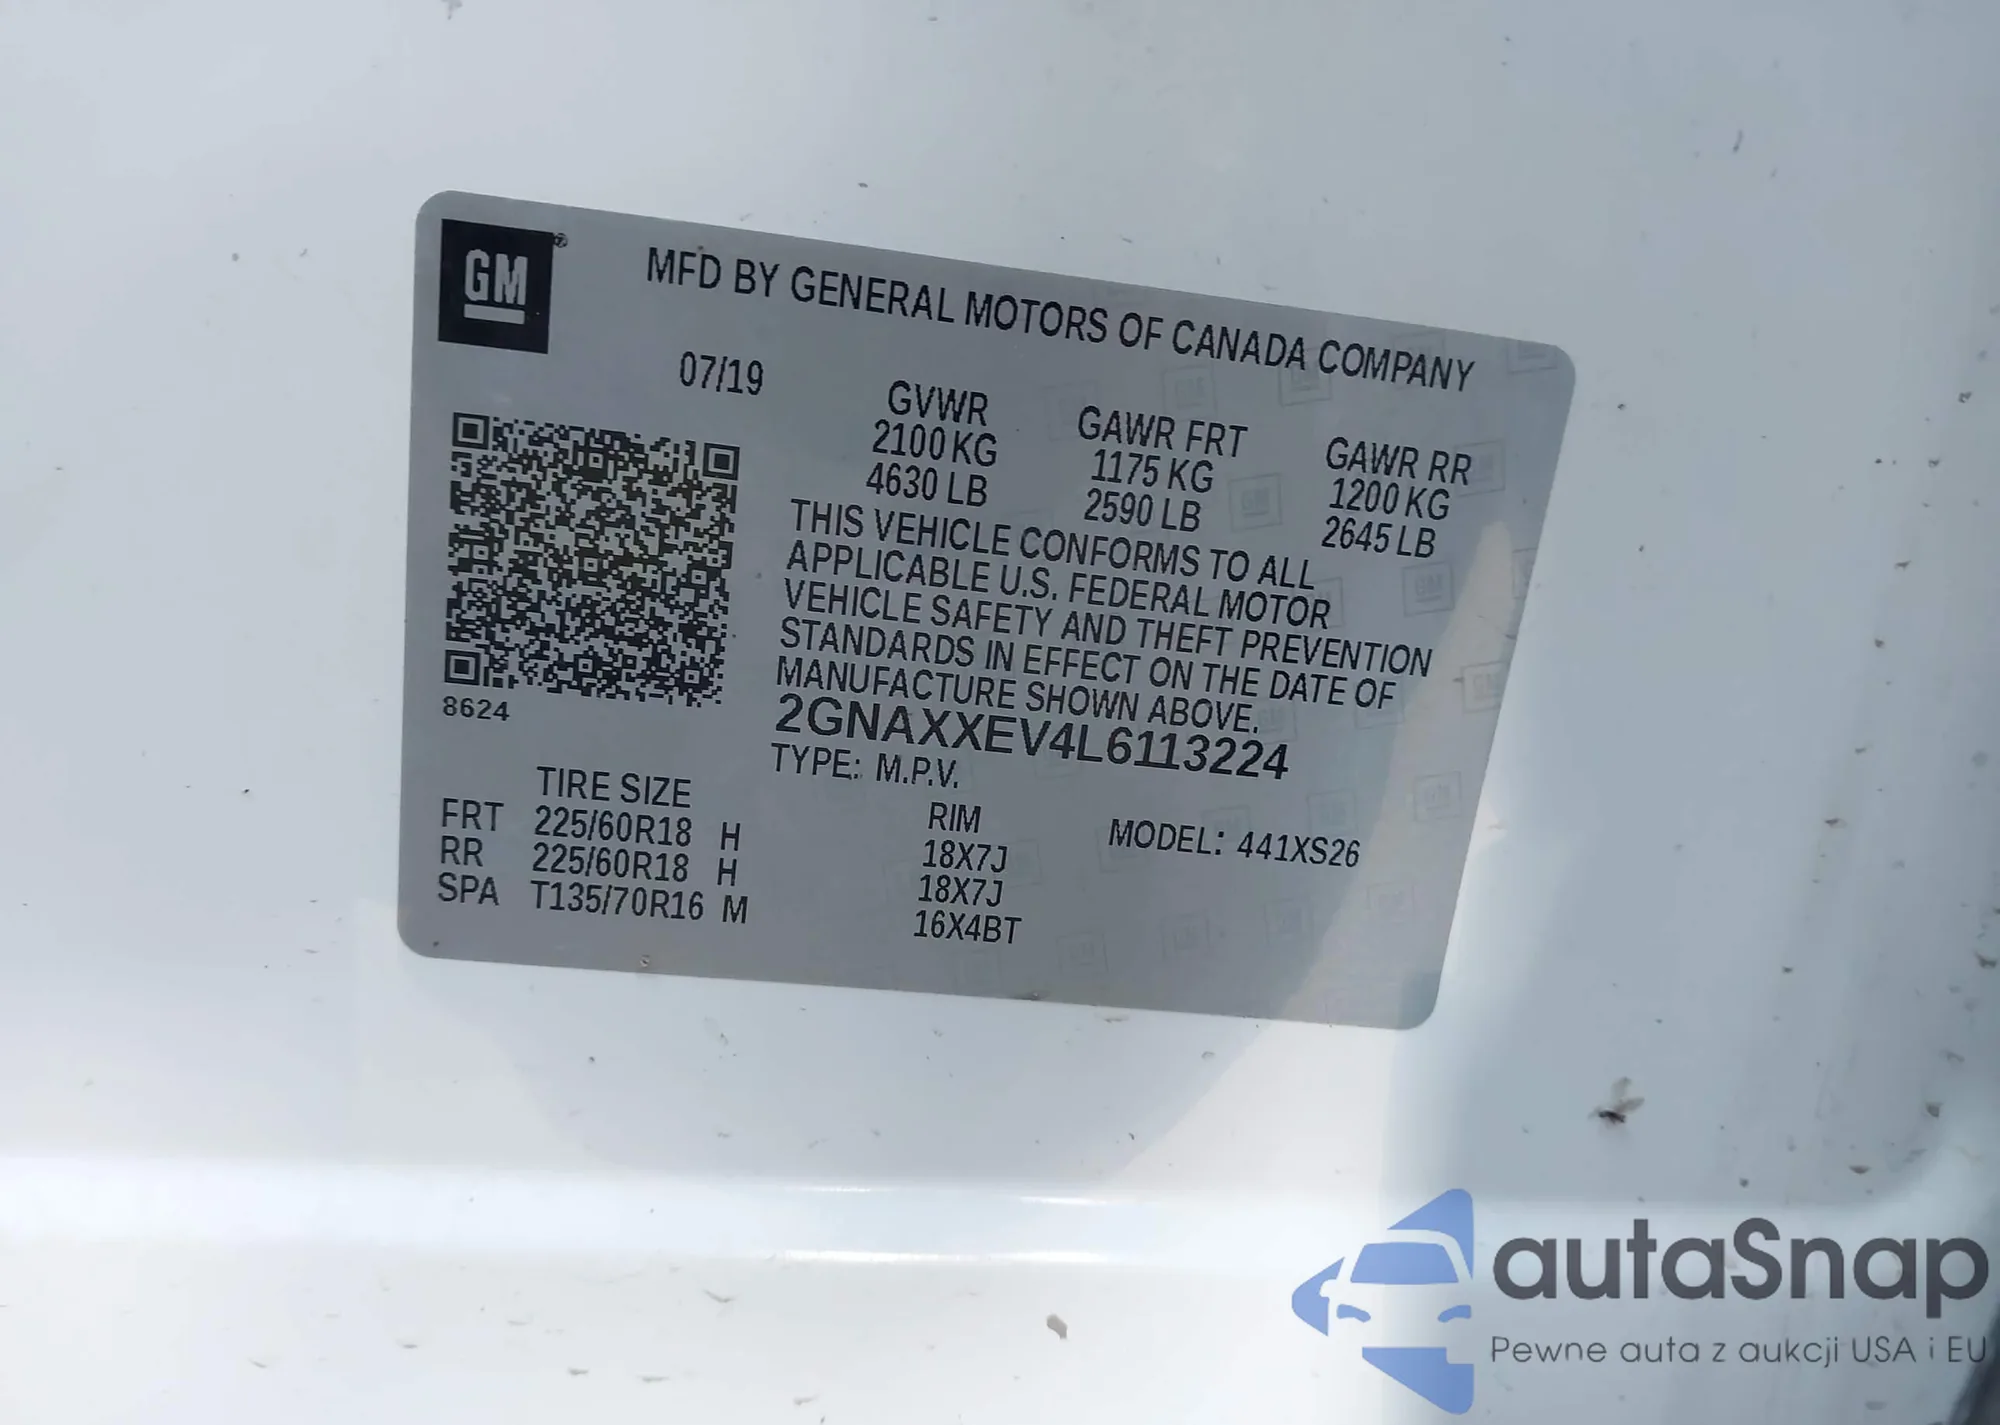 GM
MFD BY GENERAL MOTORS OF CANADA COMPANY
07/19
GVWR GAWR FRT GAWR RR
2100 KG 1175 KG 1200 KG
4630 LB 2590 LB 2645 LB
THIS VEHICLE CONFORMS TO ALL
APPLICABLE U.S. FEDERAL MOTOR
VEHICLE SAFETY AND THEFT PREVENTION
STANDARDS IN EFFECT ON THE DATE OF
MANUFACTURE SHOWN ABOVE.
8624
2GNAXXEV4L6113224
TYPE: M.P.V.
TIRE SIZE RIM MODEL: 441XS26
FRT 225/60R18 H 18X7J
RR 225/60R18 H 18X7J
SPA T135/70R16 M 16X4BT
autaSnap
Pewne auta z aukcji USA i EU